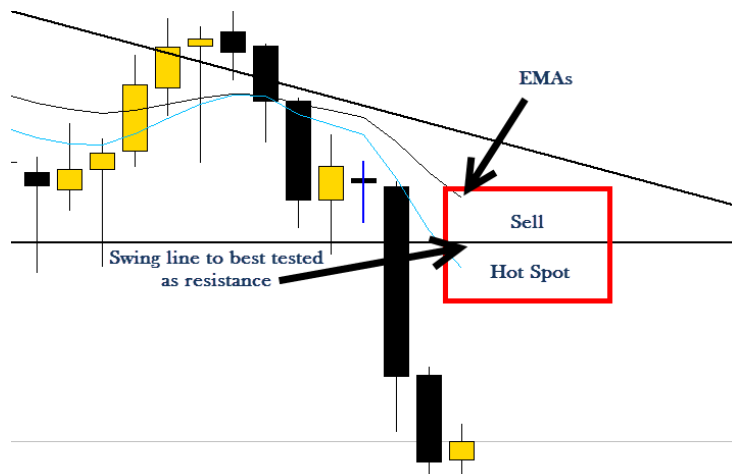 EMAs
Sell
Swing line to best tested
as resistance
Hot Spot